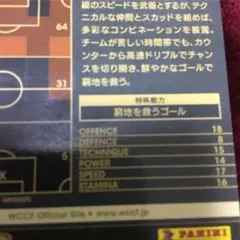 縦のスピードを武器とするが、テク
ニカルな仲間とスカッドを組めば、
多彩なコンビネーションを披露。
チームが苦しい時間帯でも、カウ
ンターから高速ドリブルでチャン
スを切り開き、鮮やかなゴールで
窮地を救う。
特殊能力
窮地を救うゴール
OFFENCE 18
DEFENCE 8
TECHNIQUE 15
POWER 14
SPEED 17
STAMINA 16
31
64
5
K
WCCF Official Site ▶ www.wccf.jp
PANINI